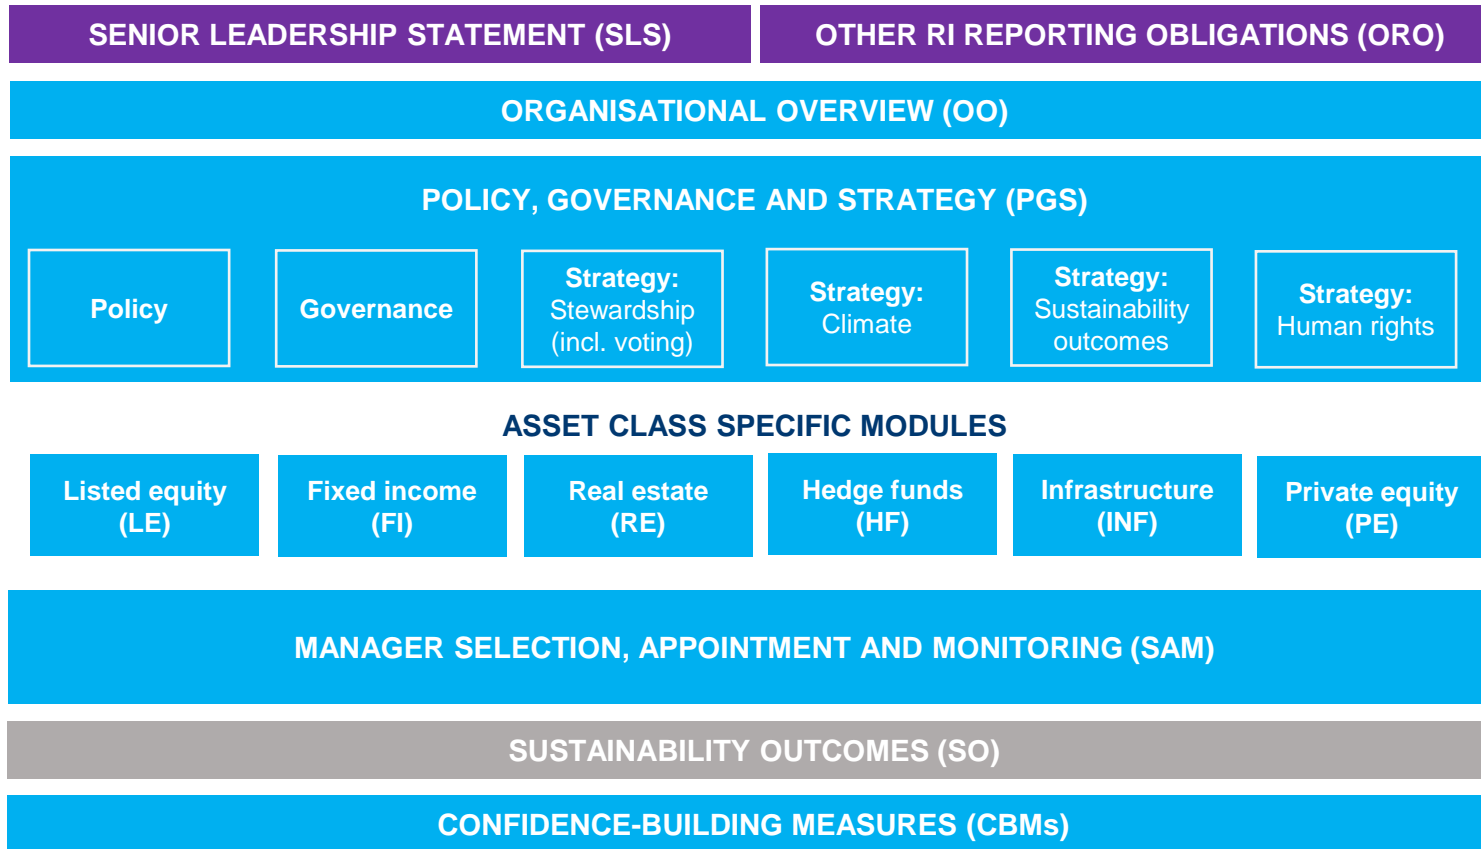 SENIOR LEADERSHIP STATEMENT (SLS)
OTHER RI REPORTING OBLIGATIONS (ORO)
ORGANISATIONAL OVERVIEW (OO)
POLICY, GOVERNANCE AND STRATEGY (PGS)
Policy
Governance
Strategy:
Stewardship
(incl. voting)
Strategy:
Climate
Strategy:
Sustainability
outcomes
Strategy:
Human rights
ASSET CLASS SPECIFIC MODULES
Listed equity
(LE)
Fixed income
(FI)
Real estate
(RE)
Hedge funds
(HF)
Infrastructure
(INF)
Private equity
(PE)
MANAGER SELECTION, APPOINTMENT AND MONITORING (SAM)
SUSTAINABILITY OUTCOMES (SO)
CONFIDENCE-BUILDING MEASURES (CBMs)